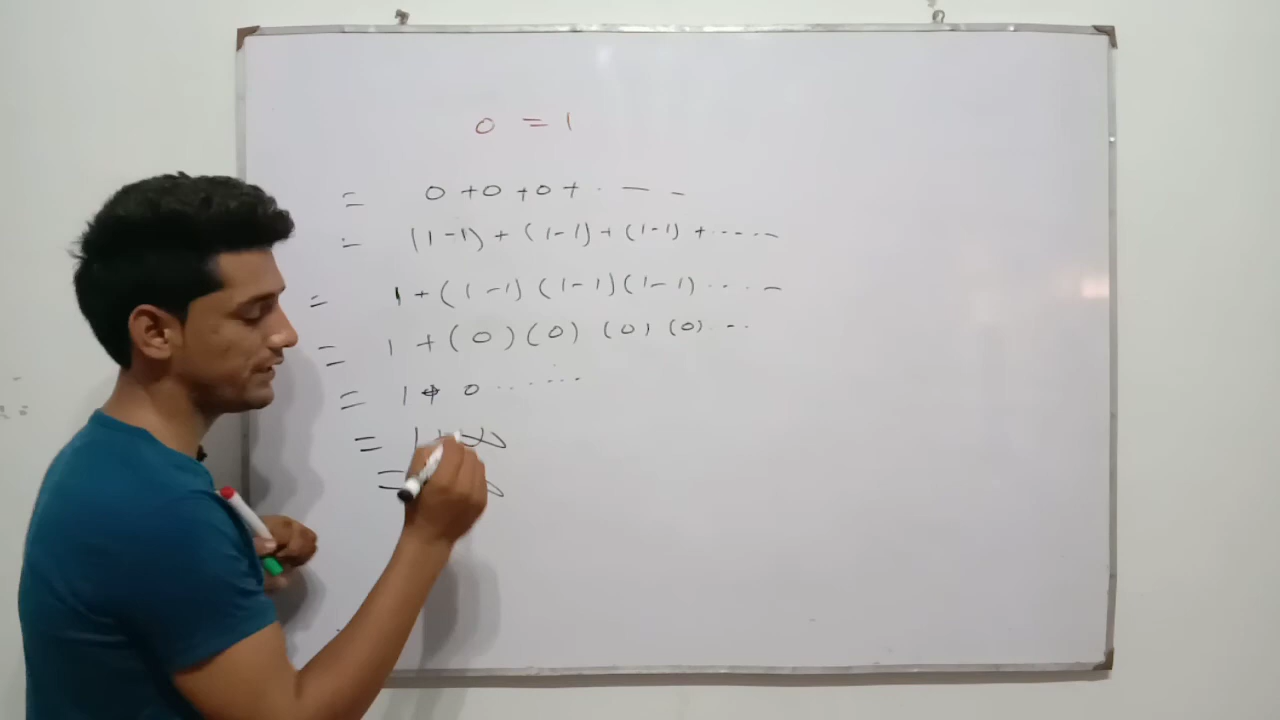 0 = 1
= 0 + 0 + 0 + . — -
= (1-1) + (1-1) + (1-1) + -----
= 1 + (1-1) (1-1) (1-1) .... -
= 1 + (0) (0) (0) (0) . --
= 1 + 0 ......
= 1 +
=